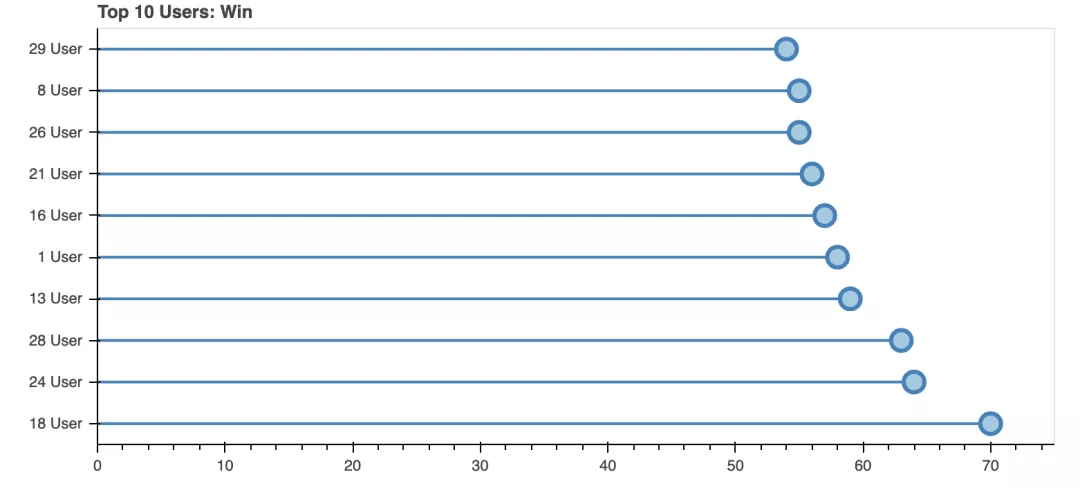 Top 10 Users: Win
29 User
8 User
26 User
21 User
16 User
1 User
13 User
28 User
24 User
18 User
0 10 20 30 40 50 60 70